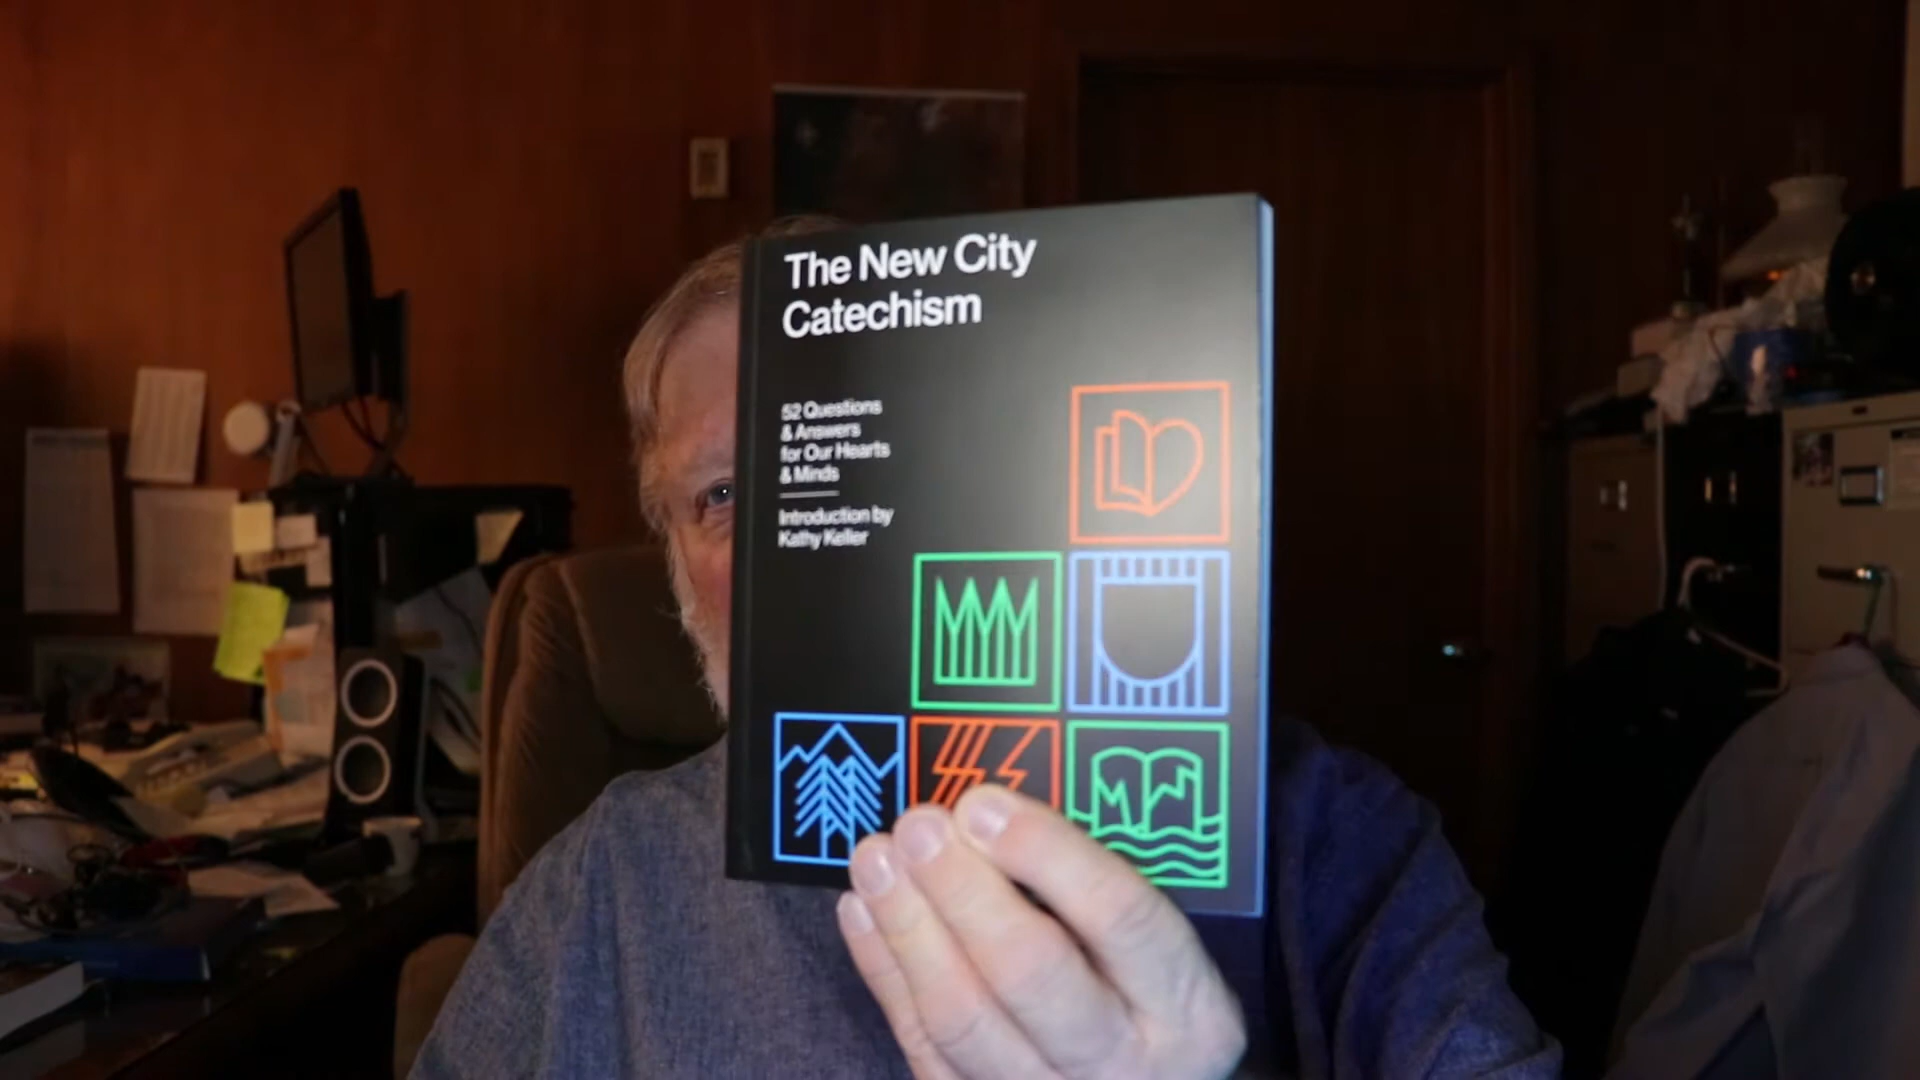 The New City
Catechism
52 Questions
& Answers
for Our Hearts
& Minds
Introduction by
Kathy Keller